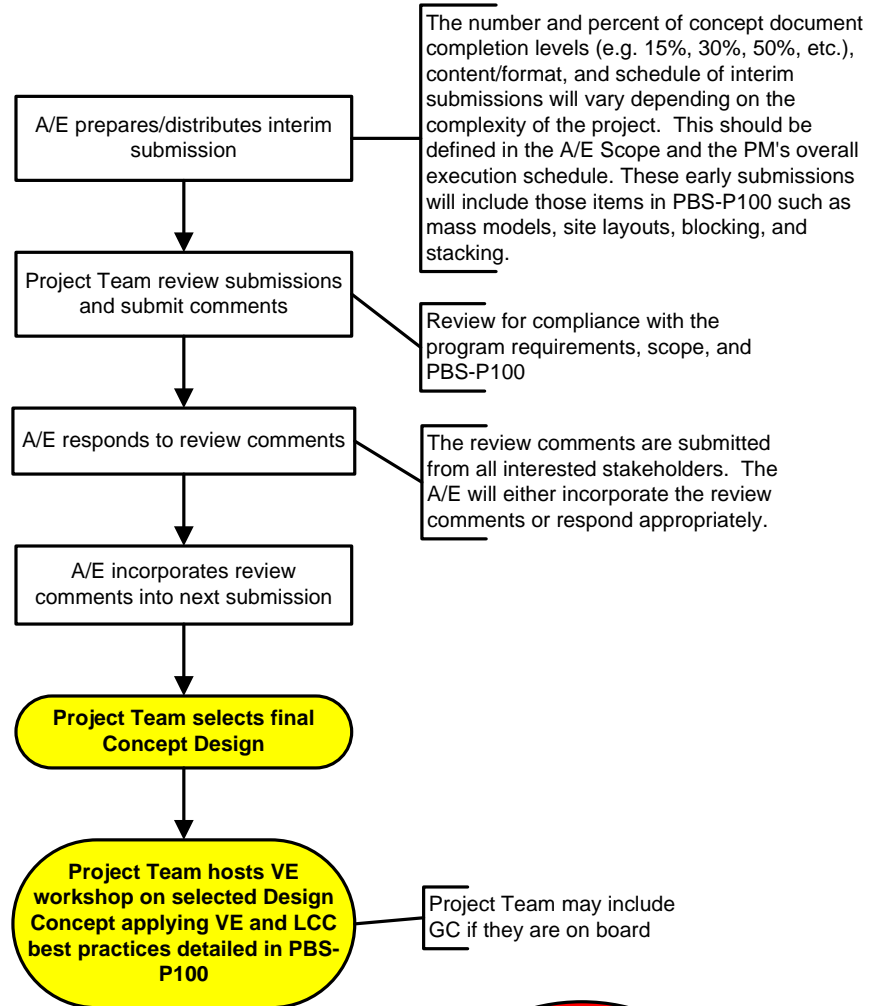 The number and percent of concept document
completion levels (e.g. 15%, 30%, 50%, etc.),
content/format, and schedule of interim
submissions will vary depending on the
complexity of the project.  This should be
defined in the A/E Scope and the PM's overall
execution schedule. These early submissions
will include those items in PBS-P100 such as
mass models, site layouts, blocking, and
stacking.
A/E prepares/distributes interim
submission
Project Team review submissions
and submit comments
Review for compliance with the
program requirements, scope, and
PBS-P100
A/E responds to review comments
The review comments are submitted
from all interested stakeholders.  The
A/E will either incorporate the review
comments or respond appropriately.
A/E incorporates review
comments into next submission
Project Team selects final
Concept Design
Project Team hosts VE
workshop on selected Design
Concept applying VE and LCC
best practices detailed in PBS-
P100
Project Team may include
GC if they are on board